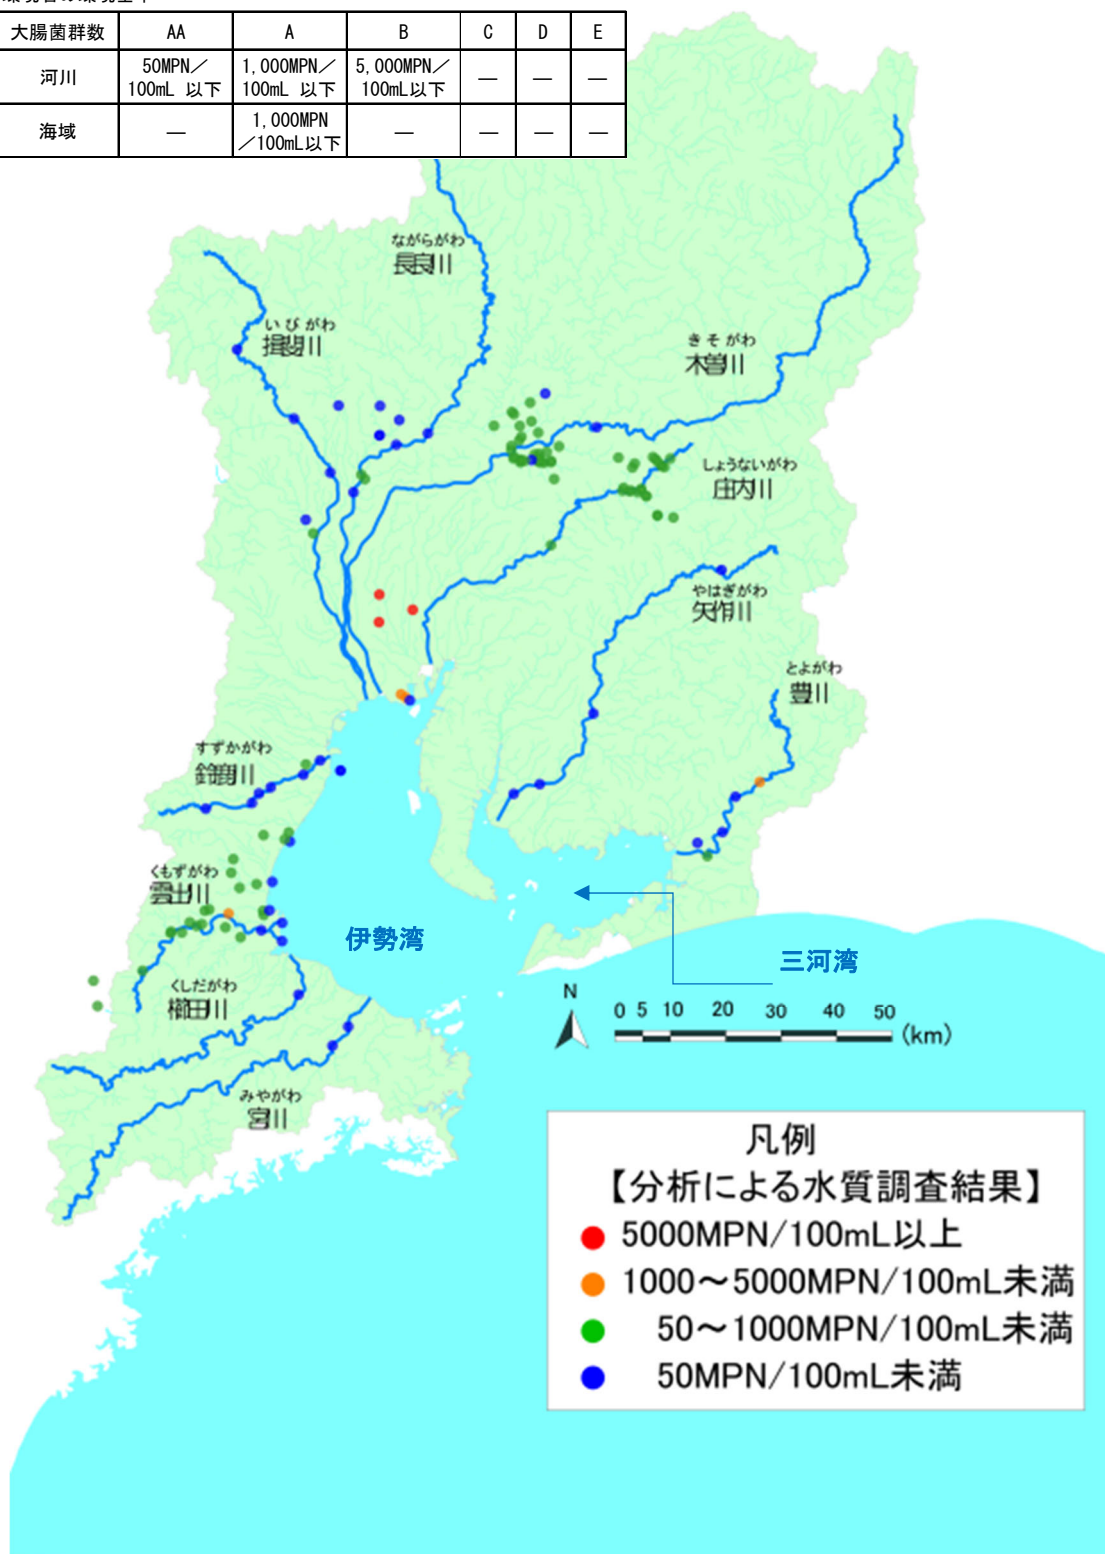 大腸菌群数 AA A B C D E
河川 50MPN／100mL 以下 1,000MPN／100mL 以下 5,000MPN／100mL以下 — — —
海域 — 1,000MPN／100mL以下 — — — —
ながらがわ
長良川
いびがわ
揖斐川
きそがわ
木曽川
しょうないがわ
庄内川
やはぎがわ
矢作川
とよがわ
豊川
すずかがわ
鈴鹿川
くもずがわ
雲出川
伊勢湾
三河湾
くしだがわ
櫛田川
N
0 5 10 20 30 40 50
(km)
みやがわ
宮川
凡例
【分析による水質調査結果】
5000MPN/100mL以上
1000～5000MPN/100mL未満
50～1000MPN/100mL未満
50MPN/100mL未満